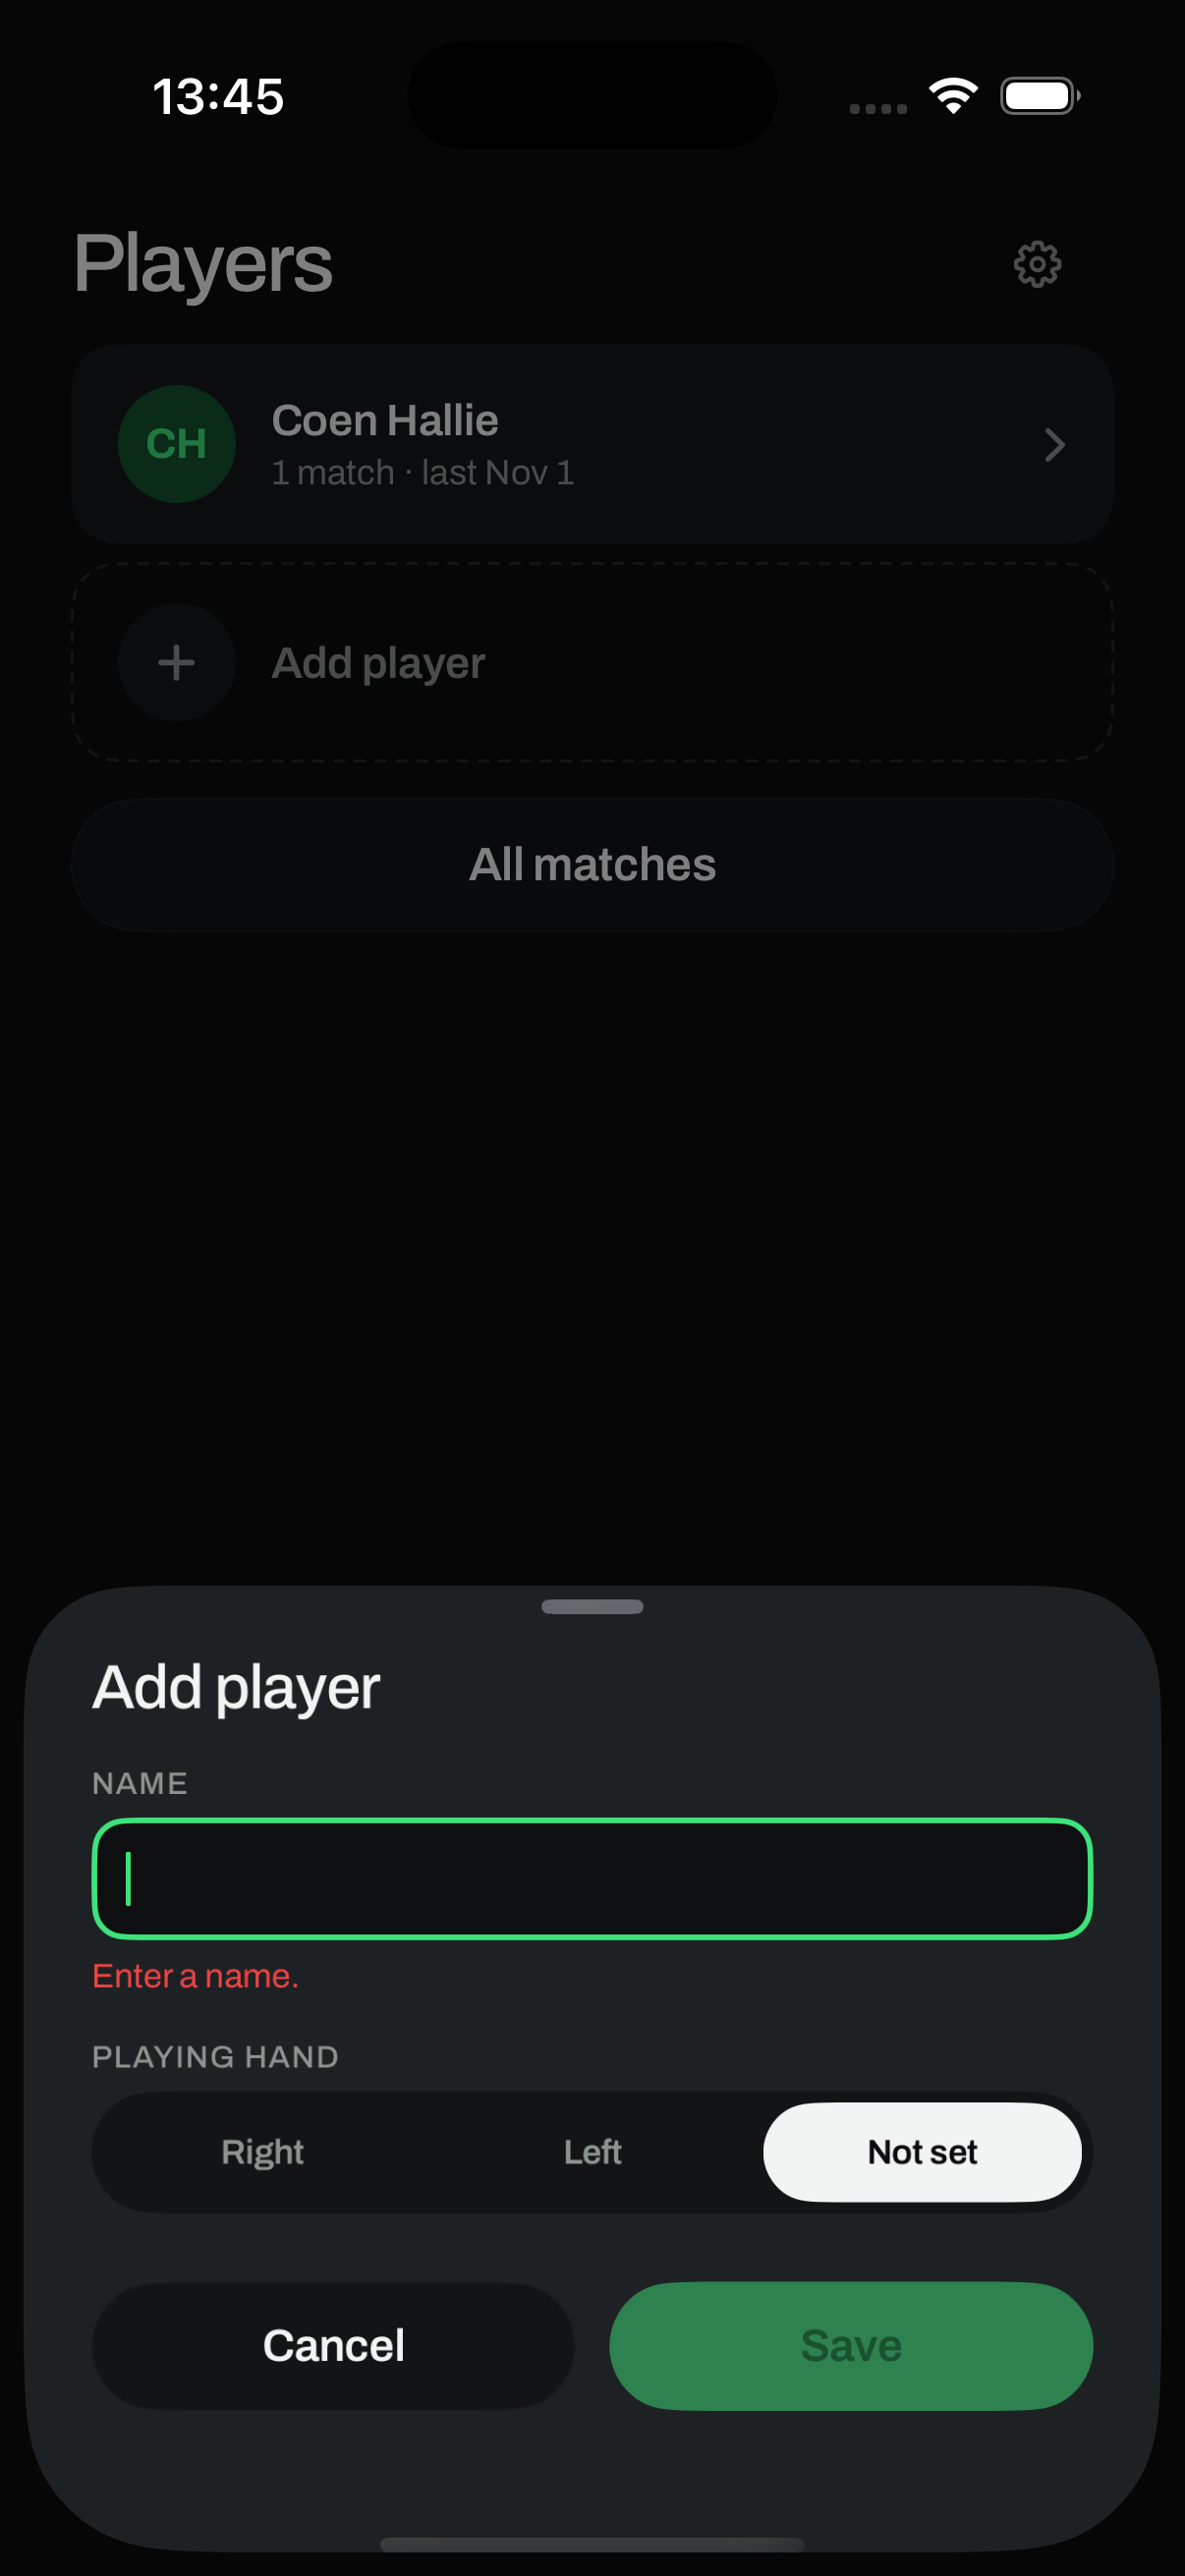 13:45
Players
CH
Coen Hallie
1 match · last Nov 1
Add player
All matches
Add player
NAME
Enter a name.
PLAYING HAND
Right
Left
Not set
Cancel
Save